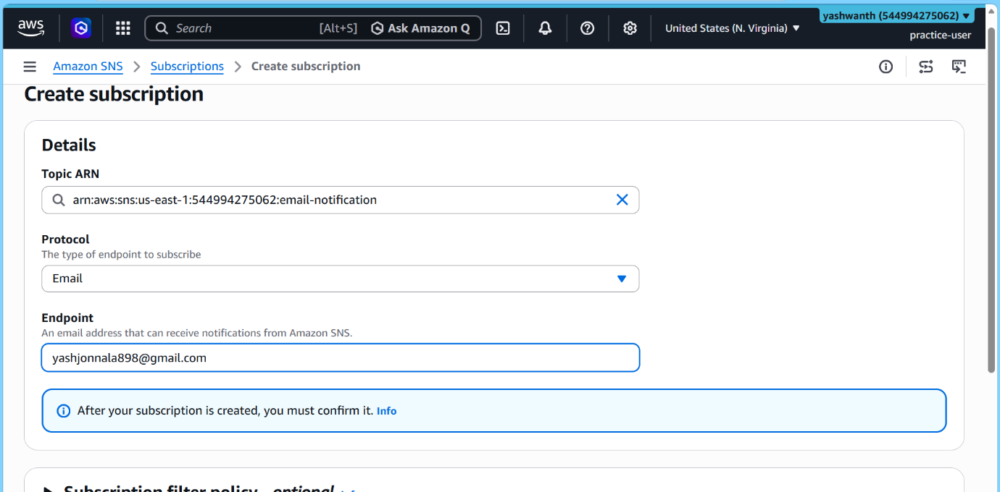 aws
Search [Alt+S] Ask Amazon Q
United States (N. Virginia)
yashwanth (544994275062)
practice-user
Amazon SNS
Subscriptions
Create subscription
Create subscription
Details
Topic ARN
arn:aws:sns:us-east-1:544994275062:email-notification
Protocol
The type of endpoint to subscribe
Email
Endpoint
An email address that can receive notifications from Amazon SNS.
yashjonnala898@gmail.com
After your subscription is created, you must confirm it. Info
Subscription filter policy - optional